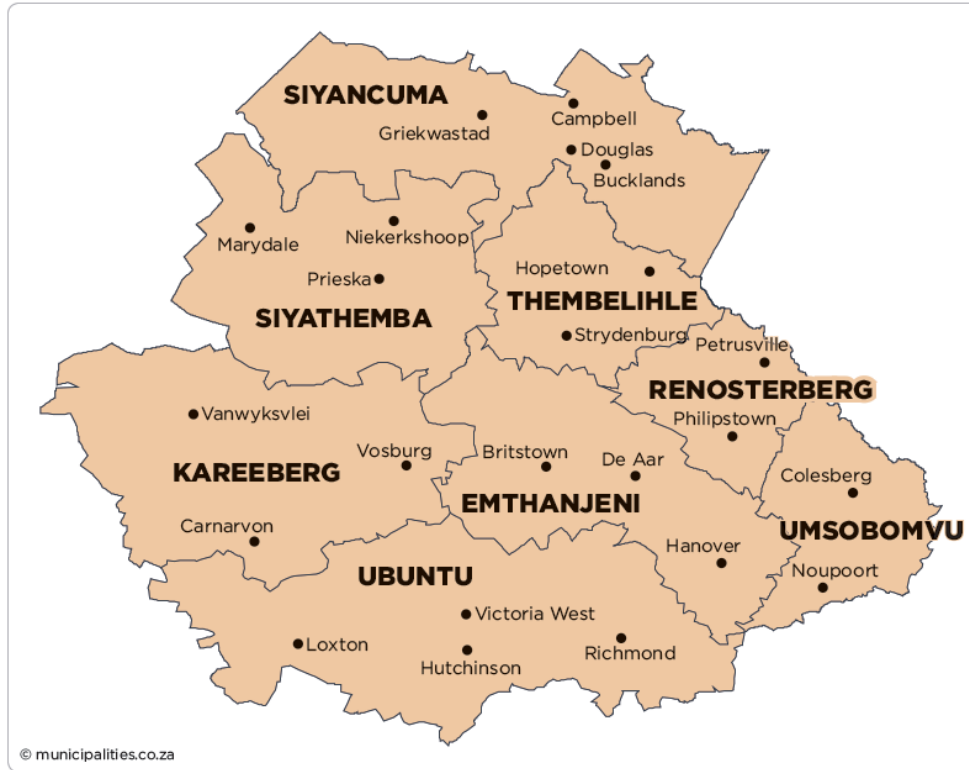 SIYANCUMA
Griekwastad
Campbell
Douglas
Bucklands
Marydale
Niekerkshoop
Prieska
SIYATHEMBA
Hopetown
THEMBELIHLE
Strydenburg
Petrusville
RENOSTERBERG
Philipstown
Vanwyksvlei
Vosburg
KAREEBERG
Carnarvon
Britstown
De Aar
EMTHANJENI
Hanover
Colesberg
UMSOBOMVU
Noupoort
UBUNTU
Victoria West
Loxton
Hutchinson
Richmond
© municipalities.co.za